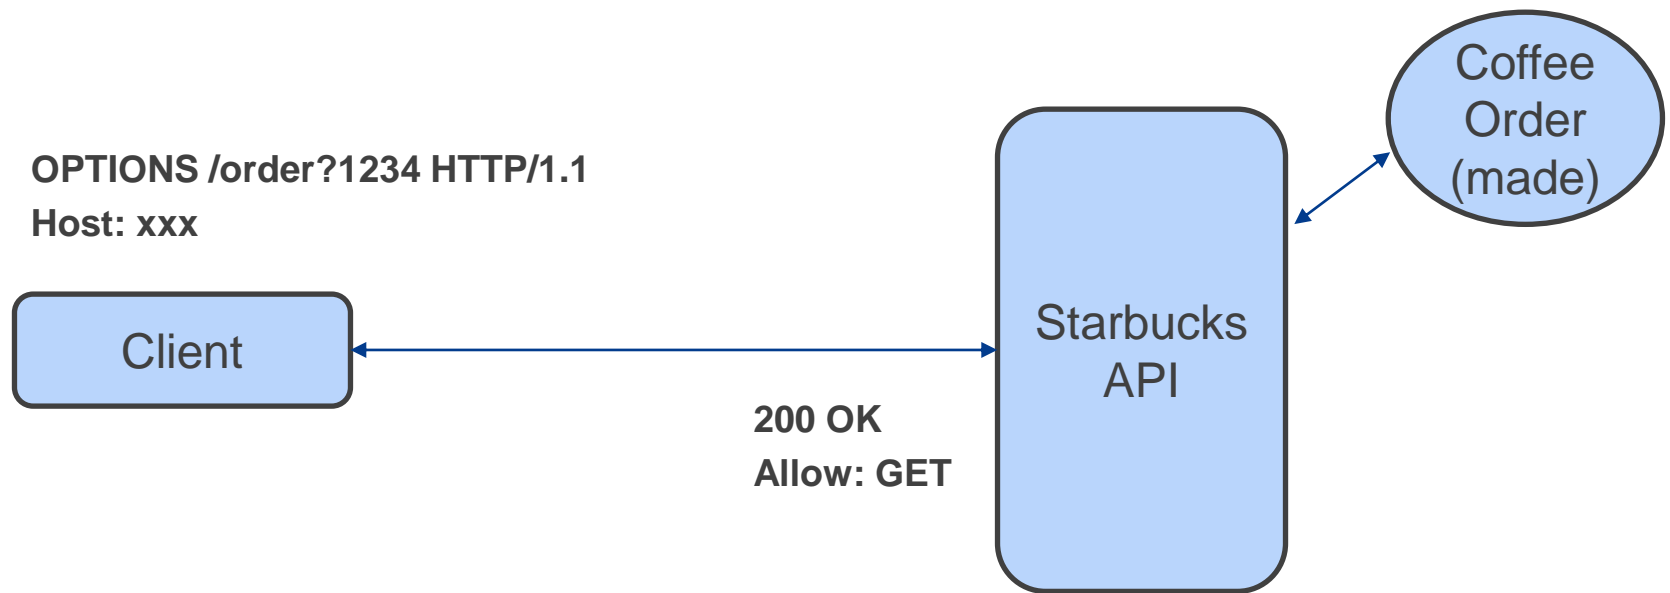 OPTIONS /order?1234 HTTP/1.1
Host: xxx
Client
200 OK
Allow: GET
Starbucks
API
Coffee
Order
(made)